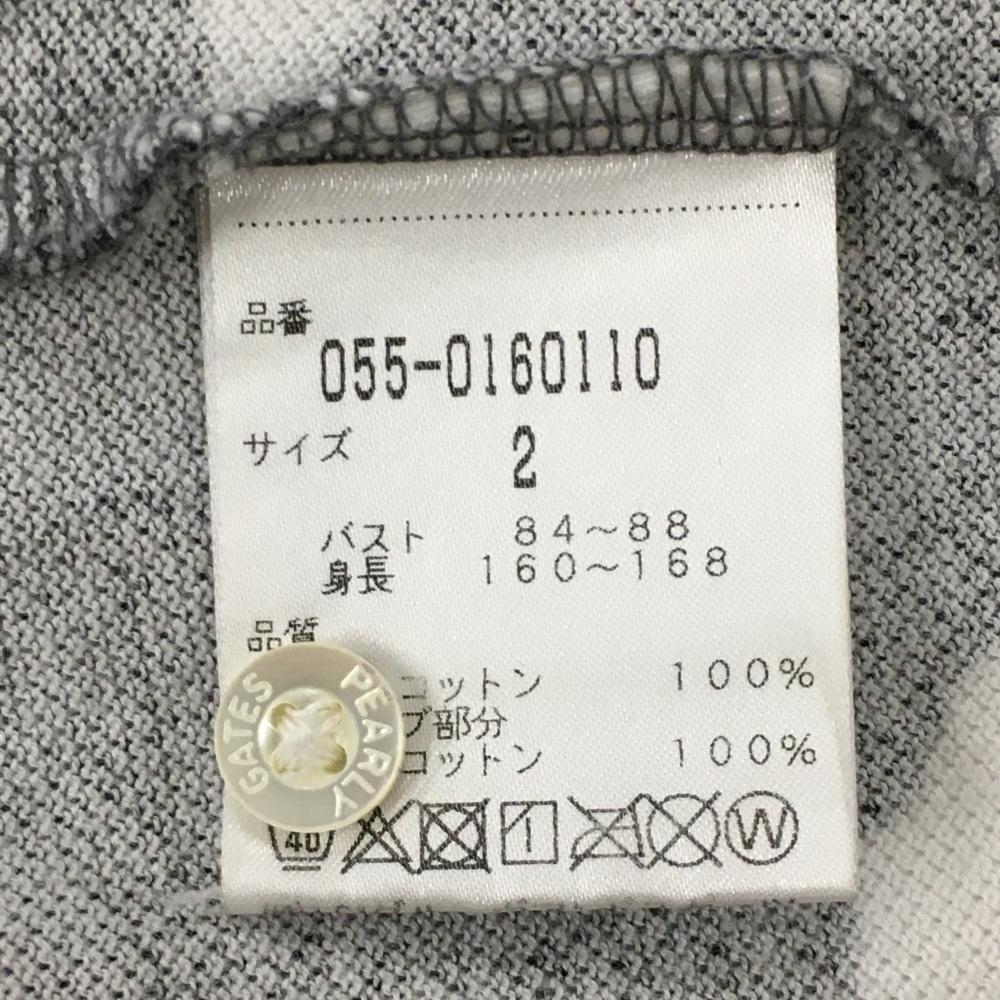 品番
055-0160110
サイズ 2
バスト 84～88
身長 160～168
品質
コットン 100%
ブ部分
コットン 100%
40
W
PEARLY
GATES